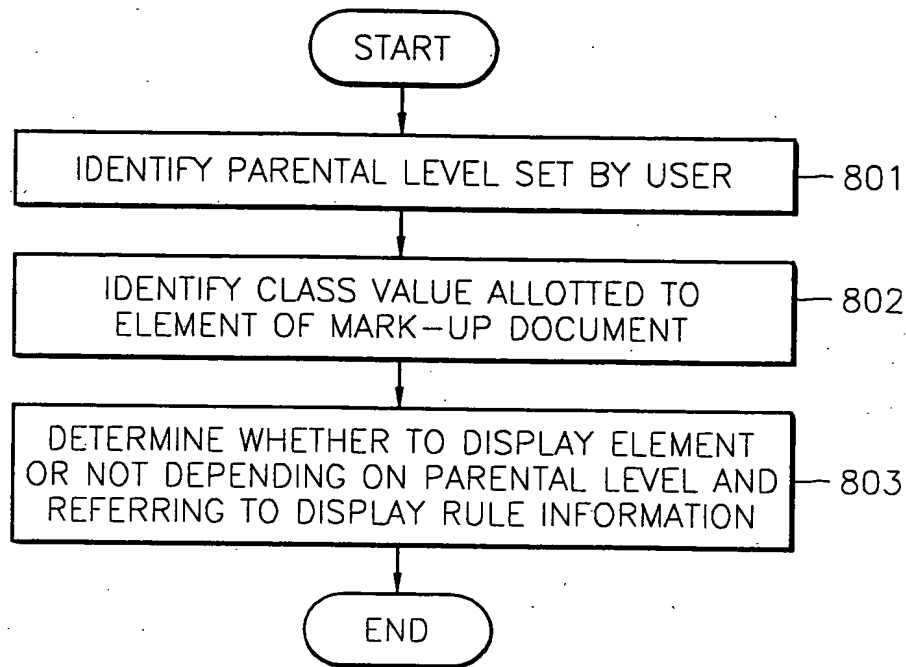 START
IDENTIFY PARENTAL LEVEL SET BY USER
801
IDENTIFY CLASS VALUE ALLOTTED TO
ELEMENT OF MARK-UP DOCUMENT
802
DETERMINE WHETHER TO DISPLAY ELEMENT
OR NOT DEPENDING ON PARENTAL LEVEL AND
REFERRING TO DISPLAY RULE INFORMATION
803
END